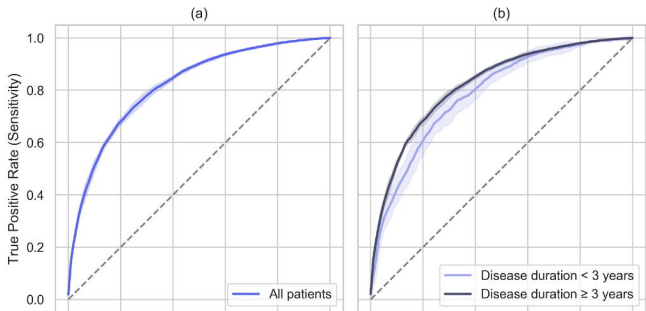 (a)
(b)
True Positive Rate (Sensitivity)
1.0
0.8
0.6
0.4
0.2
0.0
All patients
Disease duration < 3 years
Disease duration ≥ 3 years